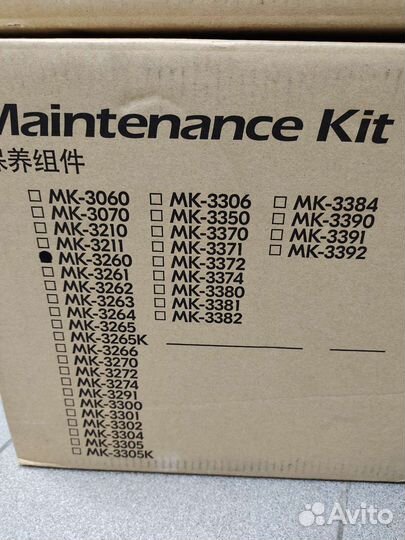 Maintenance Kit
保养组件
MK-3060
MK-3070
MK-3210
MK-3211
MK-3260
MK-3261
MK-3262
MK-3263
MK-3264
MK-3265
MK-3265K
MK-3266
MK-3270
MK-3272
MK-3274
MK-3291
MK-3300
MK-3301
MK-3302
MK-3304
MK-3305
MK-3305K
MK-3306
MK-3350
MK-3370
MK-3371
MK-3372
MK-3374
MK-3380
MK-3381
MK-3382
MK-3384
MK-3390
MK-3391
MK-3392
Avito